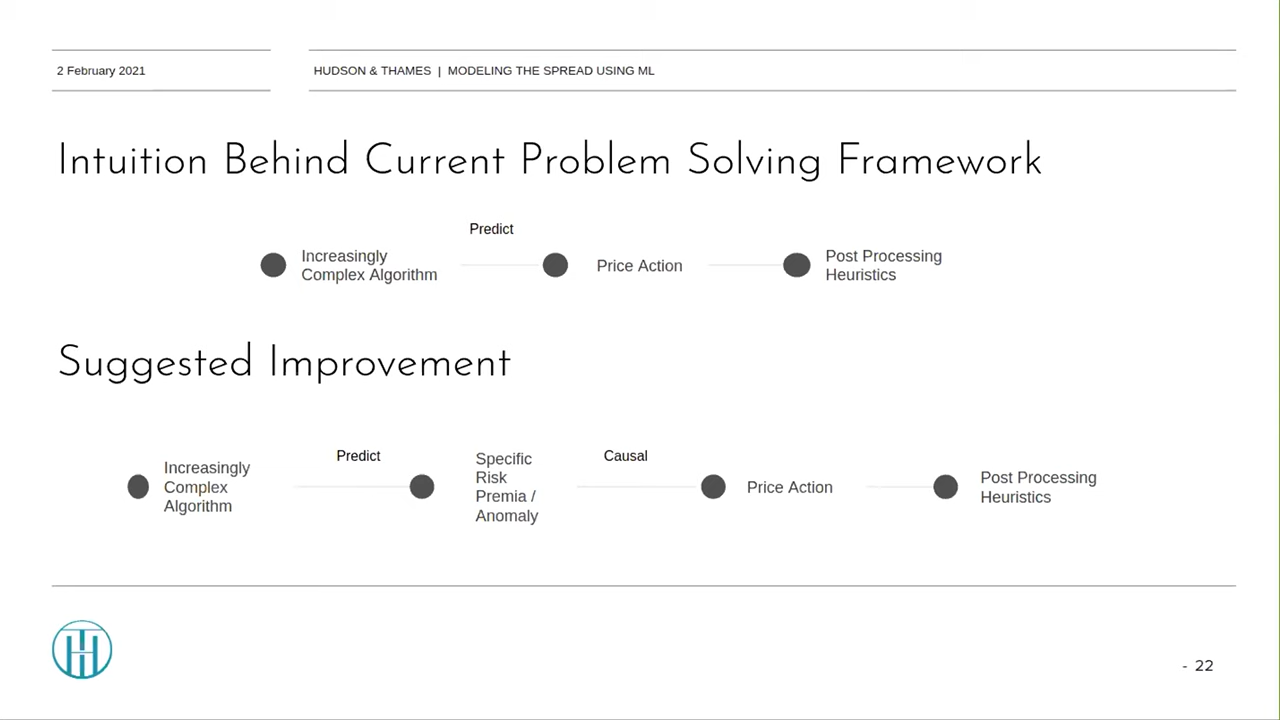 2 February 2021
HUDSON & THAMES | MODELING THE SPREAD USING ML
Intuition Behind Current Problem Solving Framework
Predict
Increasingly
Complex Algorithm
Price Action
Post Processing
Heuristics
Suggested Improvement
Predict
Causal
Increasingly
Complex
Algorithm
Specific
Risk
Premia /
Anomaly
Price Action
Post Processing
Heuristics
- 22